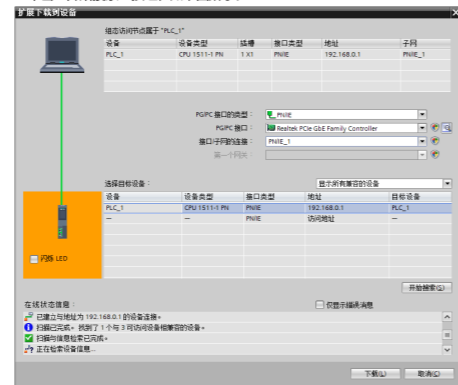 扩展下载到设备
组态访问节点属于 "PLC_1"
设备 设备类型 插槽 接口类型 地址 子网
PLC_1 CPU 1511-1 PN 1 X1 PN/IE 192.168.0.1 PN/IE_1
PG/PC 接口的类型： PN/IE
PG/PC 接口： Realtek PCIe GbE Family Controller
接口/子网的连接： PN/IE_1
第一个网关：
选择目标设备： 显示所有兼容的设备
设备 设备类型 接口类型 地址 目标设备
PLC_1 CPU 1511-1 PN PN/IE 192.168.0.1 PLC_1
— — PN/IE 访问地址 —
闪烁 LED
开始搜索(S)
在线状态信息： 仅显示错误消息
已建立与地址为 192.168.0.1 的设备连接。
扫描已完成。找到了 1 个与 3 可访问设备相兼容的设备。
扫描与信息检索已完成。
正在检索设备信息...
下载(L) 取消(C)